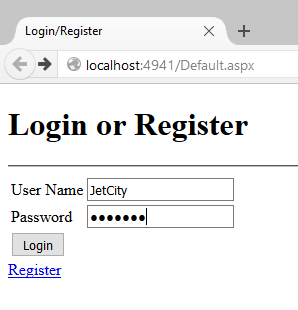 Login/Register
localhost:4941/Default.aspx
Login or Register
User Name JetCity
Password •••••••
Login
Register